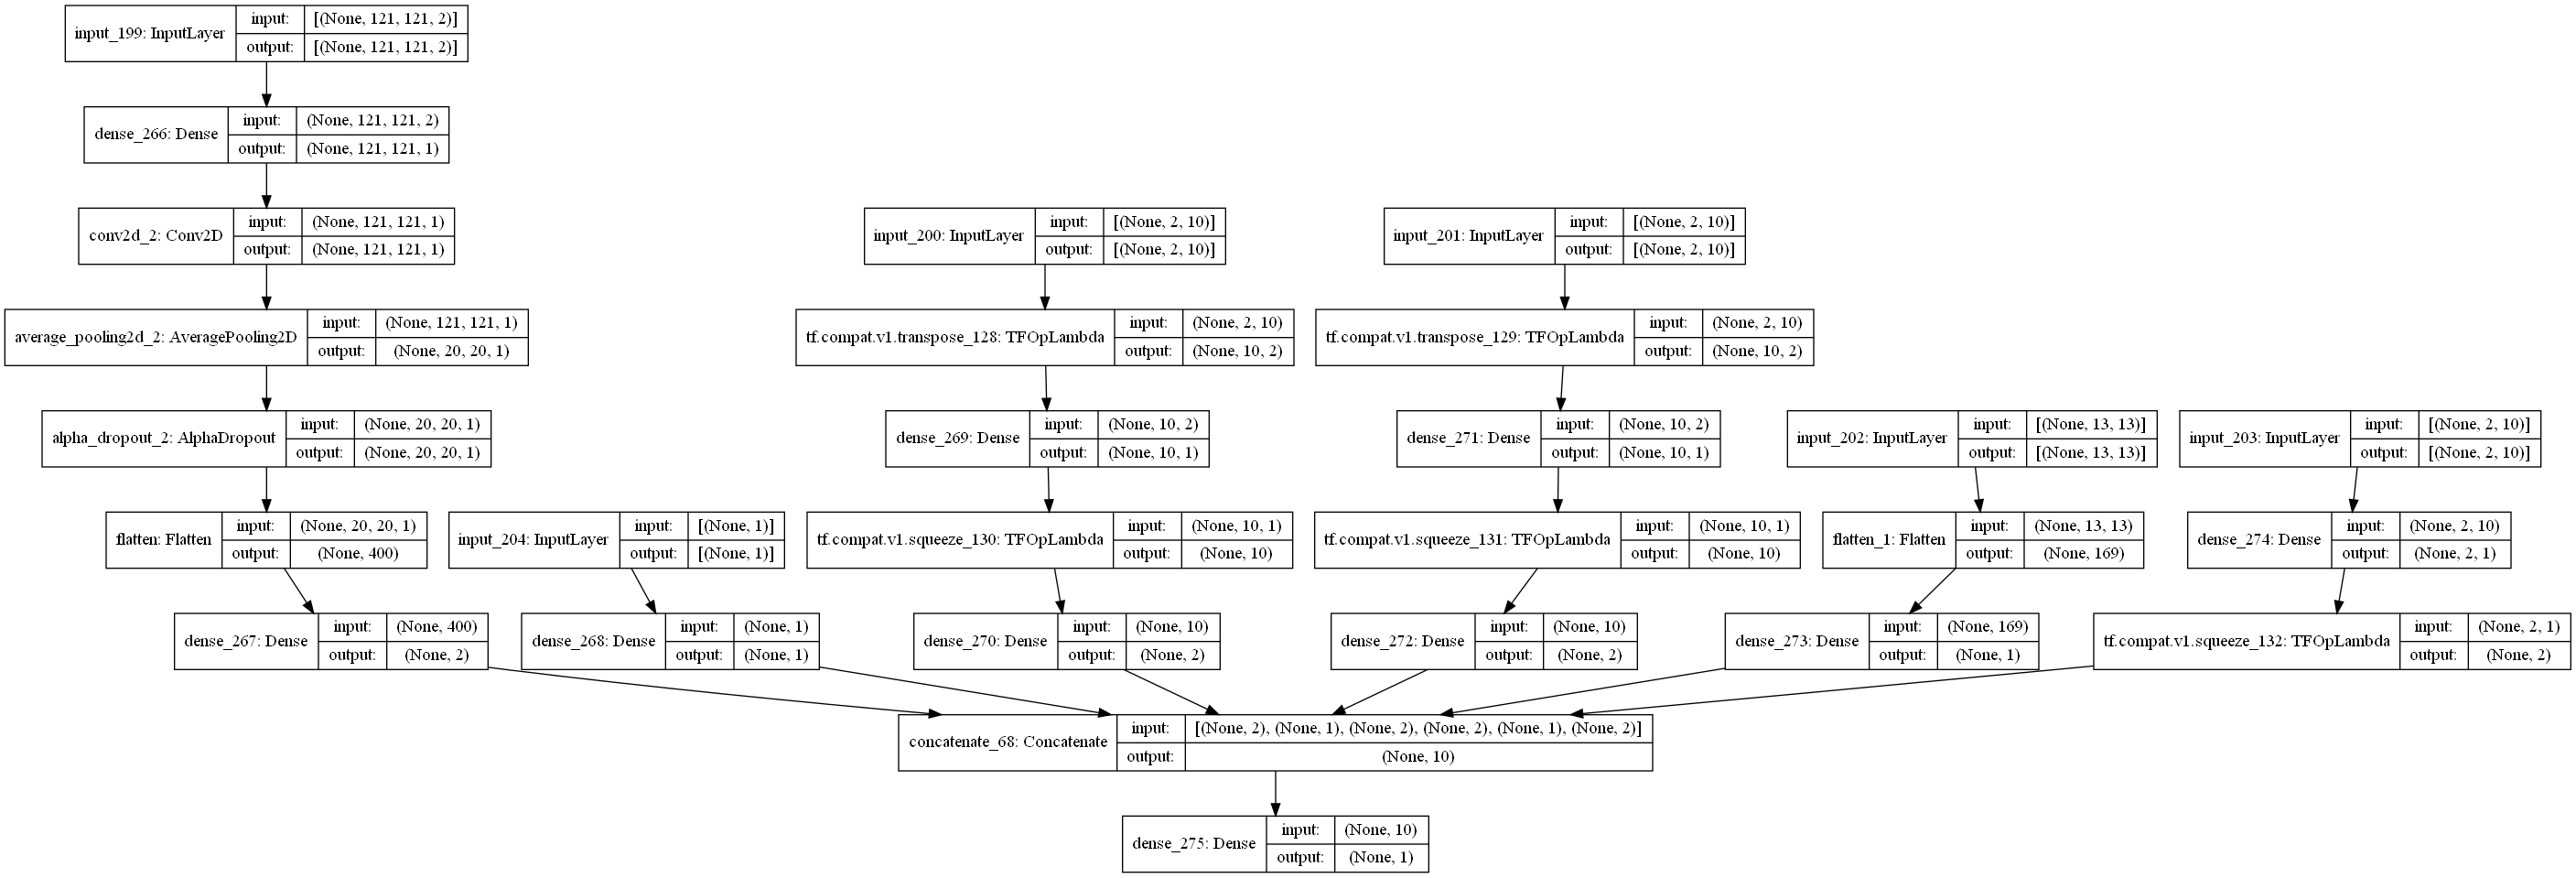 input_199: InputLayer
input:
[(None, 121, 121, 2)]
output:
[(None, 121, 121, 2)]
dense_266: Dense
input:
(None, 121, 121, 2)
output:
(None, 121, 121, 1)
conv2d_2: Conv2D
input:
(None, 121, 121, 1)
output:
(None, 121, 121, 1)
input_200: InputLayer
input:
[(None, 2, 10)]
output:
[(None, 2, 10)]
input_201: InputLayer
input:
[(None, 2, 10)]
output:
[(None, 2, 10)]
average_pooling2d_2: AveragePooling2D
input:
(None, 121, 121, 1)
output:
(None, 20, 20, 1)
tf.compat.v1.transpose_128: TFOpLambda
input:
(None, 2, 10)
output:
(None, 10, 2)
tf.compat.v1.transpose_129: TFOpLambda
input:
(None, 2, 10)
output:
(None, 10, 2)
alpha_dropout_2: AlphaDropout
input:
(None, 20, 20, 1)
output:
(None, 20, 20, 1)
dense_269: Dense
input:
(None, 10, 2)
output:
(None, 10, 1)
dense_271: Dense
input:
(None, 10, 2)
output:
(None, 10, 1)
input_202: InputLayer
input:
[(None, 13, 13)]
output:
[(None, 13, 13)]
input_203: InputLayer
input:
[(None, 2, 10)]
output:
[(None, 2, 10)]
flatten: Flatten
input:
(None, 20, 20, 1)
output:
(None, 400)
input_204: InputLayer
input:
[(None, 1)]
output:
[(None, 1)]
tf.compat.v1.squeeze_130: TFOpLambda
input:
(None, 10, 1)
output:
(None, 10)
tf.compat.v1.squeeze_131: TFOpLambda
input:
(None, 10, 1)
output:
(None, 10)
flatten_1: Flatten
input:
(None, 13, 13)
output:
(None, 169)
dense_274: Dense
input:
(None, 2, 10)
output:
(None, 2, 1)
dense_267: Dense
input:
(None, 400)
output:
(None, 2)
dense_268: Dense
input:
(None, 1)
output:
(None, 1)
dense_270: Dense
input:
(None, 10)
output:
(None, 2)
dense_272: Dense
input:
(None, 10)
output:
(None, 2)
dense_273: Dense
input:
(None, 169)
output:
(None, 1)
tf.compat.v1.squeeze_132: TFOpLambda
input:
(None, 2, 1)
output:
(None, 2)
concatenate_68: Concatenate
input:
[(None, 2), (None, 1), (None, 2), (None, 2), (None, 1), (None, 2)]
output:
(None, 10)
dense_275: Dense
input:
(None, 10)
output:
(None, 1)